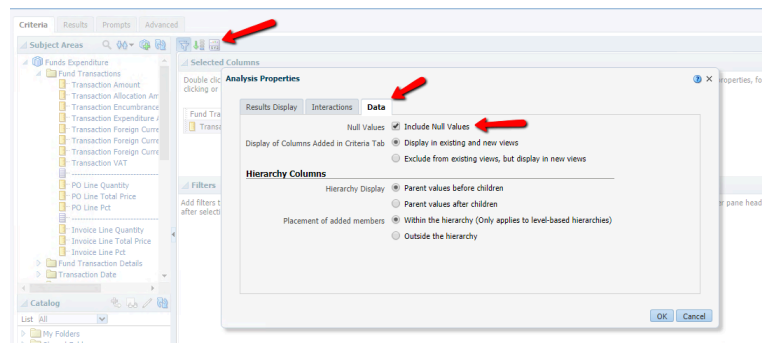 Criteria Results Prompts Advanced
Subject Areas
Funds Expenditure
Fund Transactions
Transaction Amount
Transaction Allocation Am
Transaction Encumbrance
Transaction Expenditure A
Transaction Foreign Curre
Transaction Foreign Curre
Transaction Foreign Curre
Transaction VAT
--------------------
PO Line Quantity
PO Line Total Price
PO Line Pct
--------------------
Invoice Line Quantity
Invoice Line Total Price
Invoice Line Pct
Fund Transaction Details
Transaction Date
Catalog
List All
My Folders
Selected Columns
Double clic
clicking or
properties, fo
Fund Tra
Transa
Filters
Add filters t
after selecti
er pane head
Analysis Properties
Results Display Interactions Data
Null Values Include Null Values
Display of Columns Added in Criteria Tab Display in existing and new views
Exclude from existing views, but display in new views
Hierarchy Columns
Hierarchy Display Parent values before children
Parent values after children
Placement of added members Within the hierarchy (Only applies to level-based hierarchies)
Outside the hierarchy
OK Cancel